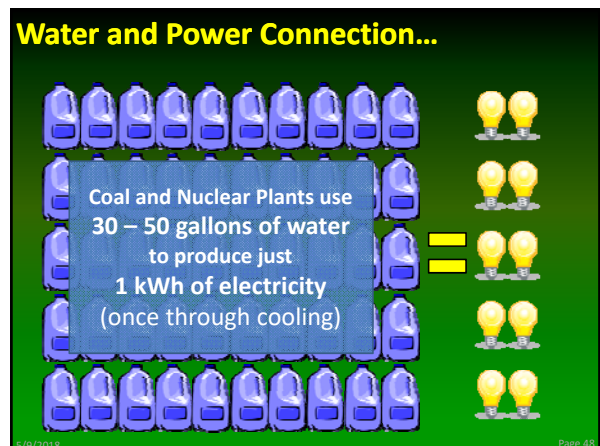 Water and Power Connection...
Coal and Nuclear Plants use
30 – 50 gallons of water
to produce just
1 kWh of electricity
(once through cooling)
5/9/2018
Page 48